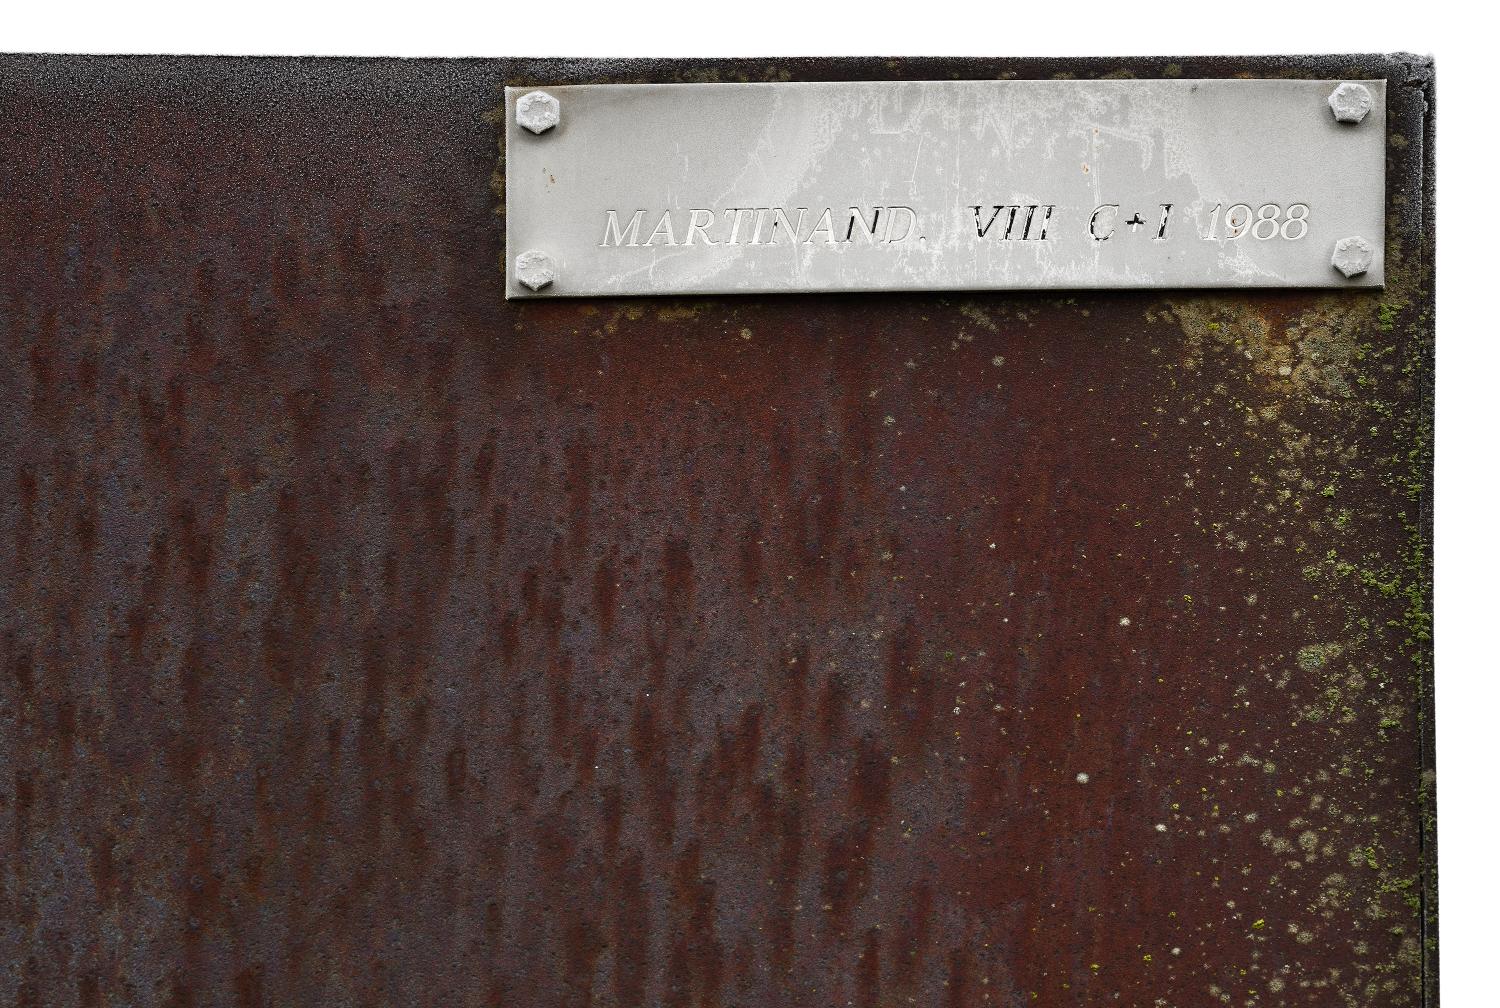 MARTINAND. VIII C+I 1988